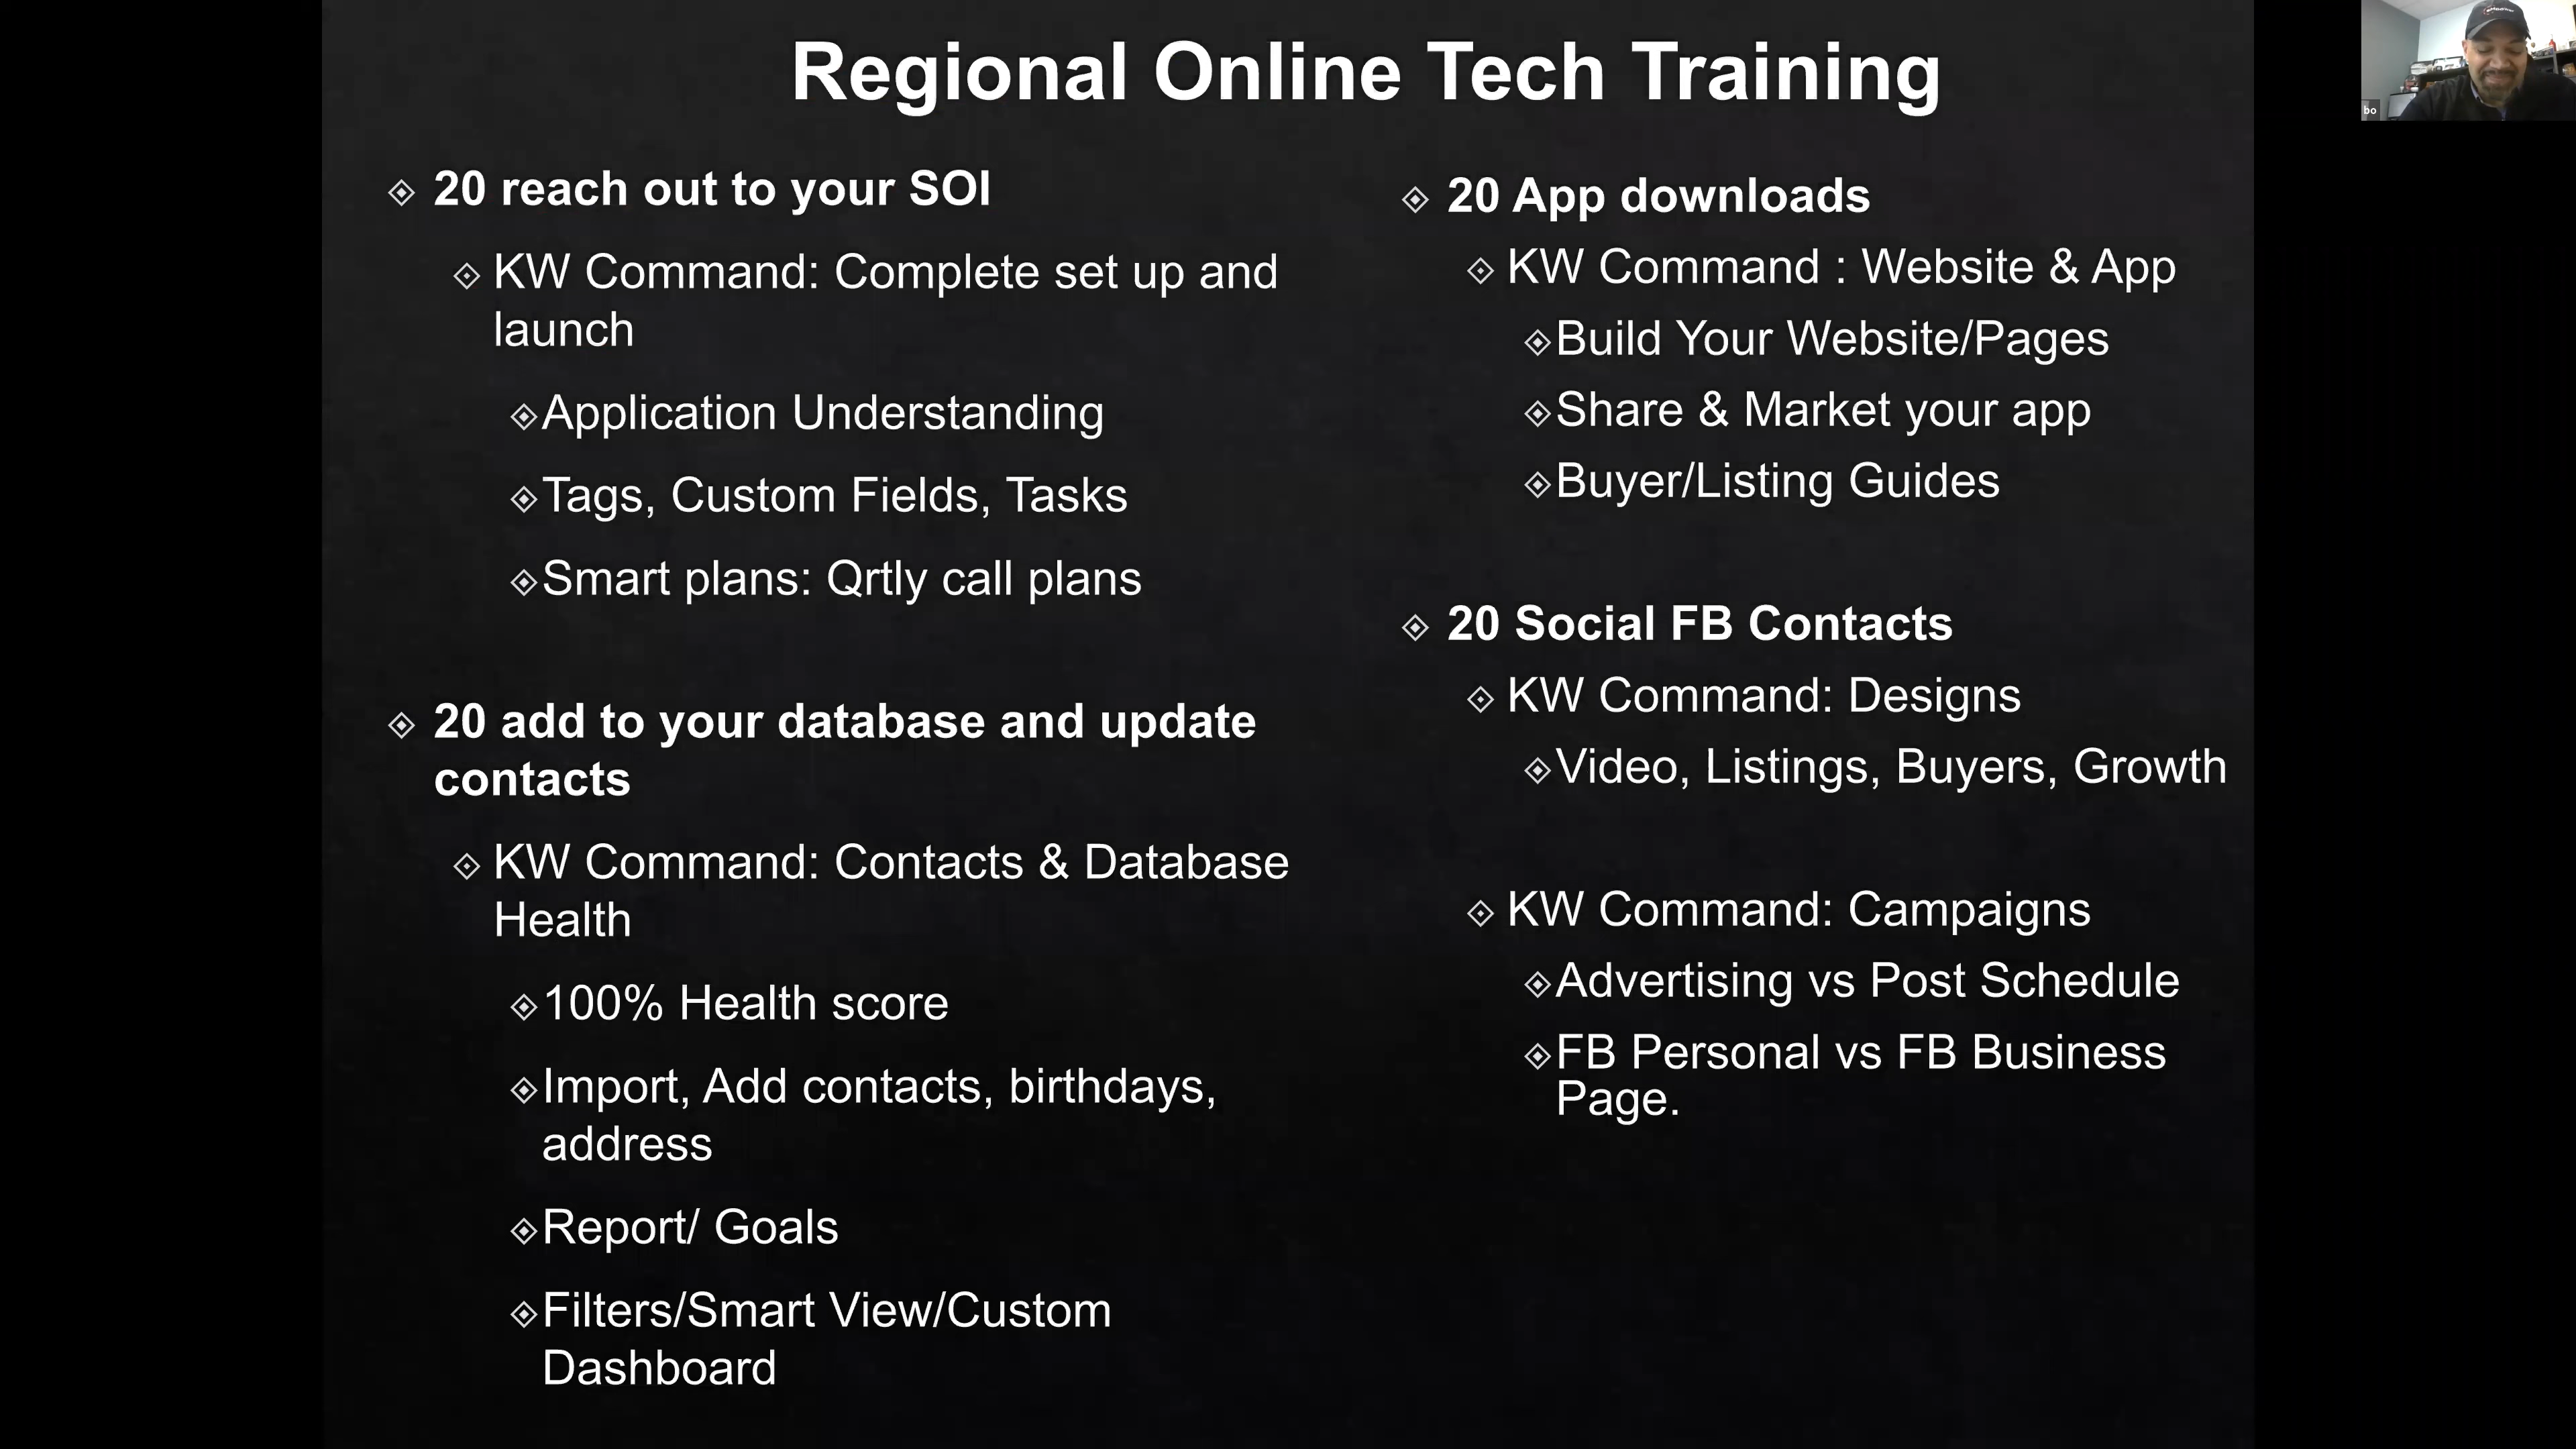 Regional Online Tech Training
20 reach out to your SOI
KW Command: Complete set up and
launch
Application Understanding
Tags, Custom Fields, Tasks
Smart plans: Qrtly call plans
20 add to your database and update
contacts
KW Command: Contacts & Database
Health
100% Health score
Import, Add contacts, birthdays,
address
Report/ Goals
Filters/Smart View/Custom
Dashboard
20 App downloads
KW Command : Website & App
Build Your Website/Pages
Share & Market your app
Buyer/Listing Guides
20 Social FB Contacts
KW Command: Designs
Video, Listings, Buyers, Growth
KW Command: Campaigns
Advertising vs Post Schedule
FB Personal vs FB Business
Page.
bo